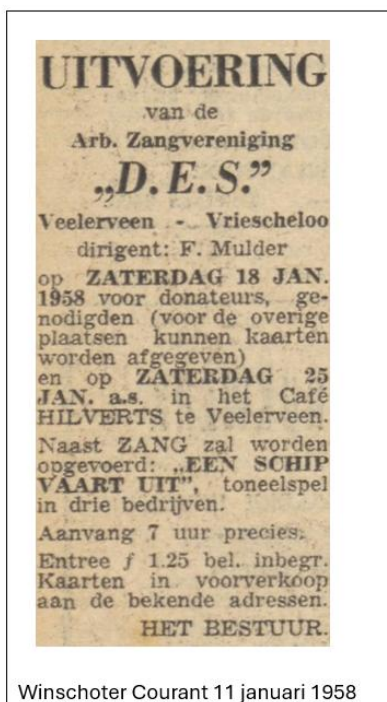 UITVOERING
van de
Arb. Zangvereniging
„D. E. S.”
Veelerveen - Vriescheloo
dirigent: F. Mulder
op ZATERDAG 18 JAN.
1958 voor donateurs, ge-
nodigden (voor de overige
plaatsen kunnen kaarten
worden afgegeven)
en op ZATERDAG 25
JAN. a.s. in het Café
HILVERTS te Veelerveen.
Naast ZANG zal worden
opgevoerd: „EEN SCHIP
VAART UIT”, toneelspel
in drie bedrijven.
Aanvang 7 uur precies.
Entree ƒ 1.25 bel. inbegr.
Kaarten in voorverkoop
aan de bekende adressen.
HET BESTUUR.
Winschoter Courant 11 januari 1958